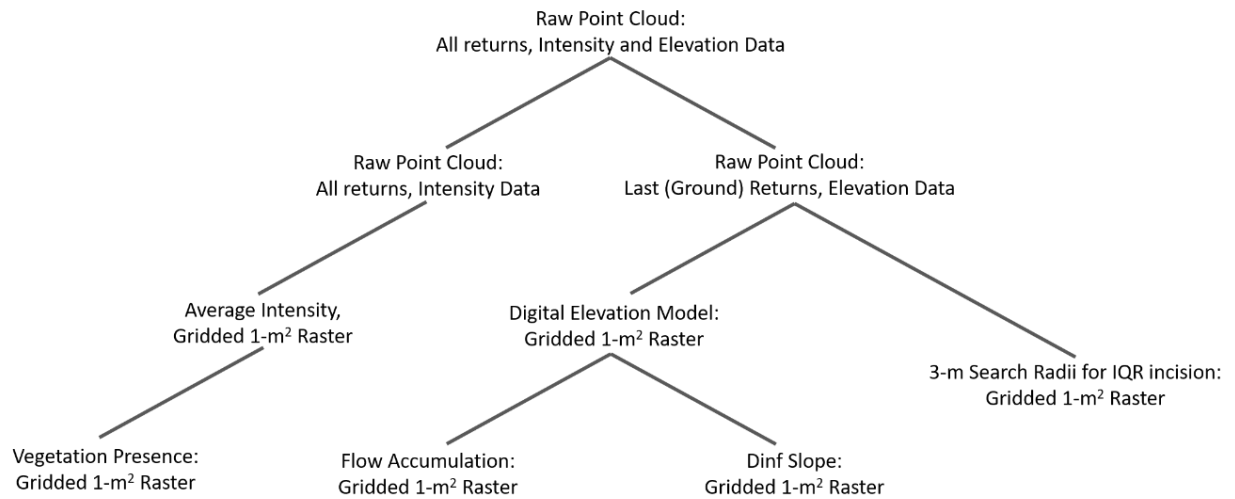 Raw Point Cloud:
All returns, Intensity and Elevation Data
Raw Point Cloud:
All returns, Intensity Data
Raw Point Cloud:
Last (Ground) Returns, Elevation Data
Average Intensity,
Gridded 1-m² Raster
Digital Elevation Model:
Gridded 1-m² Raster
3-m Search Radii for IQR incision:
Gridded 1-m² Raster
Vegetation Presence:
Gridded 1-m² Raster
Flow Accumulation:
Gridded 1-m² Raster
Dinf Slope:
Gridded 1-m² Raster